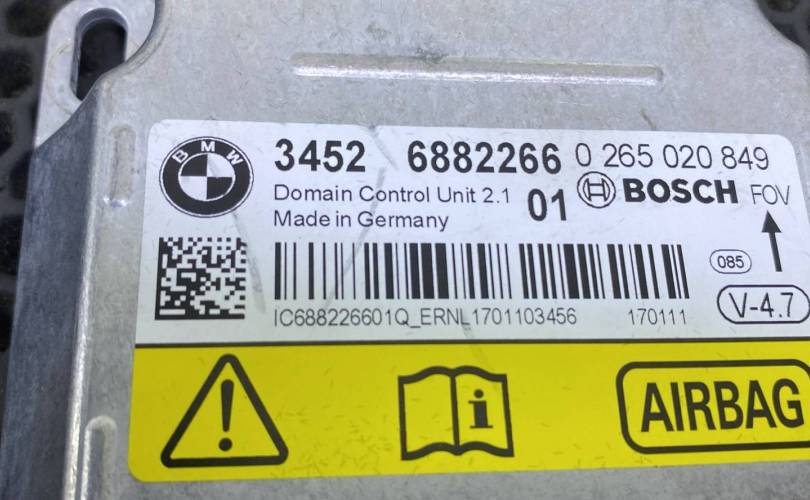 BMW
3452 6882266 0 265 020 849
Domain Control Unit 2.1 01 BOSCH FOV
Made in Germany
085
IC688226601Q_ERNL1701103456 170111
V-4.7
i
AIRBAG